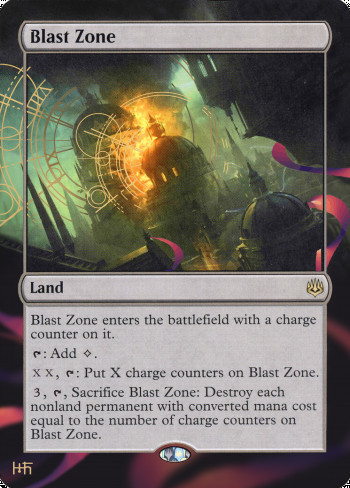 Blast Zone
Land
Blast Zone enters the battlefield with a charge
counter on it.
: Add ◇.
X X, : Put X charge counters on Blast Zone.
3, , Sacrifice Blast Zone: Destroy each
nonland permanent with converted mana cost
equal to the number of charge counters on
Blast Zone.